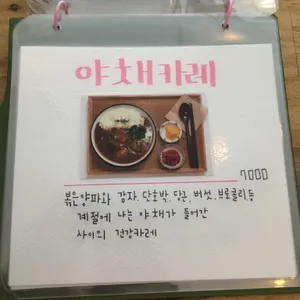 야채카레
7000
볶은양파와 감자, 단호박, 당근, 버섯, 브로콜리등
계절에 나는 야채가 들어간
사이의 건강카레